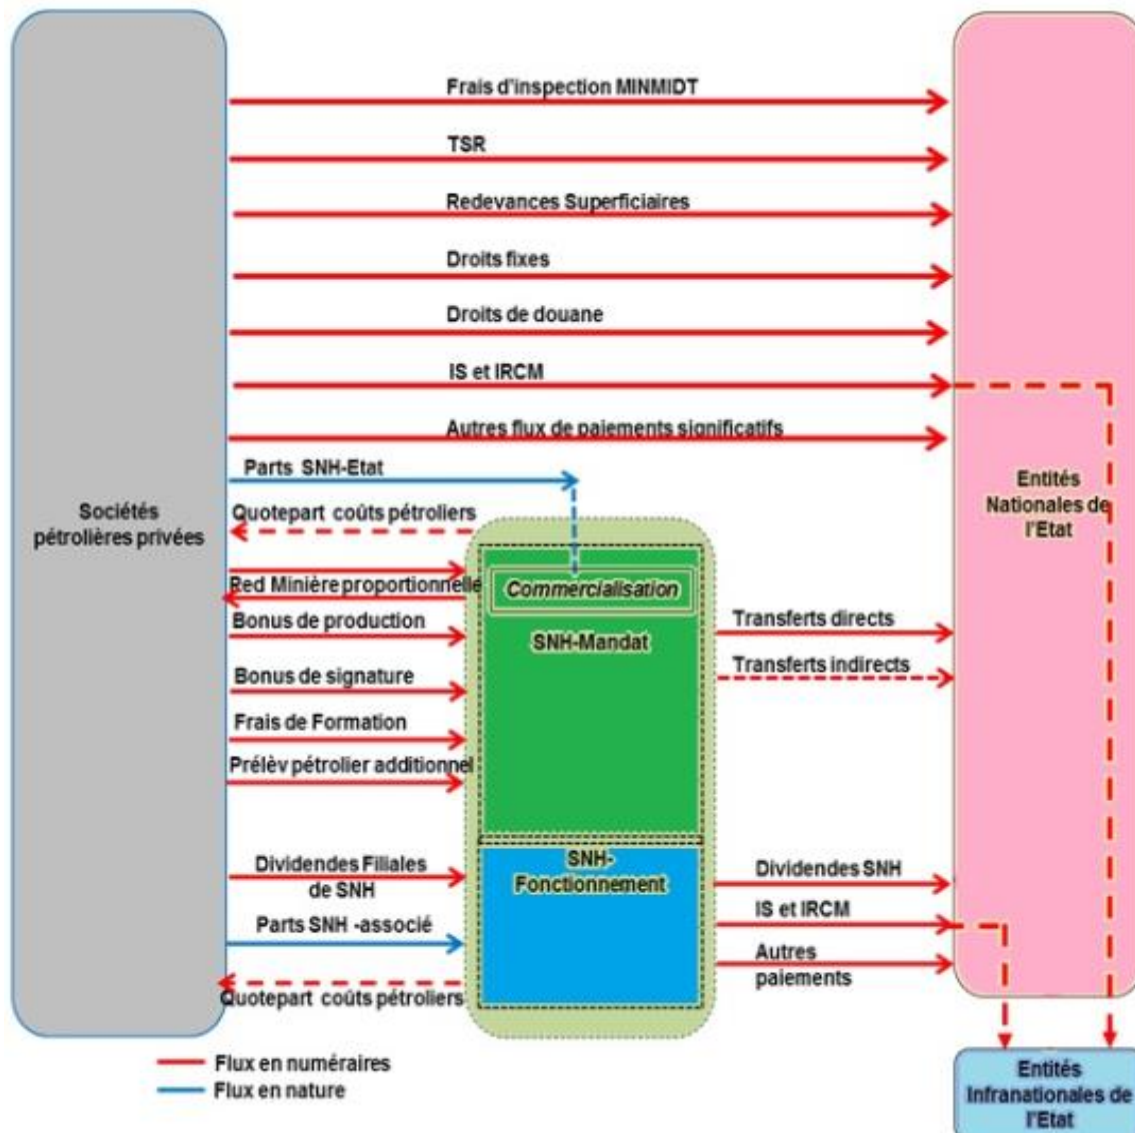 Frais d'inspection MINMIDT
TSR
Redevances Superficiaires
Droits fixes
Droits de douane
IS et IRCM
Autres flux de paiements significatifs
Parts SNH-Etat
Sociétés
pétrolières privées
Quotepart coûts pétroliers
Red Minière proportionnelle
Bonus de production
Bonus de signature
Frais de Formation
Prélèv pétrolier additionnel
Dividendes Filiales
de SNH
Parts SNH -associé
Quotepart coûts pétroliers
Commercialisation
SNH-Mandat
SNH-
Fonctionnement
Transferts directs
Transferts indirects
Dividendes SNH
IS et IRCM
Autres
paiements
Entités
Nationales de
l'Etat
Entités
Infranationales de
l'Etat
Flux en numéraires
Flux en nature